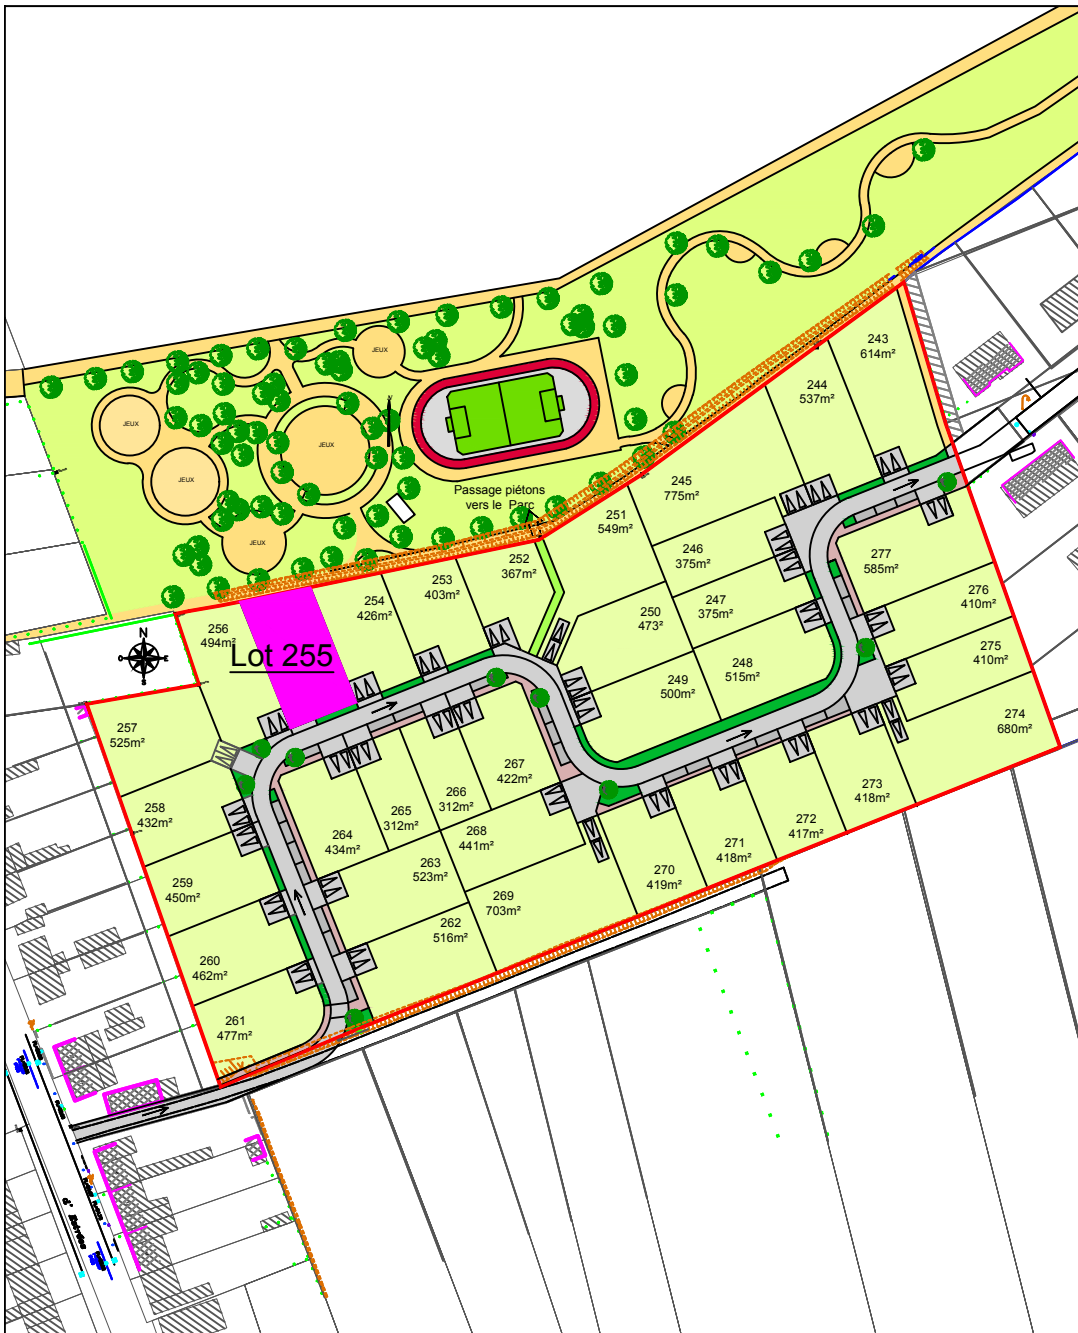 JEUX
JEUX
JEUX
JEUX
JEUX
Passage piétons
vers le Parc
243
614m²
244
537m²
245
775m²
251
549m²
246
375m²
277
585m²
252
367m²
253
403m²
254
426m²
247
375m²
250
473²
276
410m²
256
494m²
N
Lot 255
275
410m²
248
515m²
249
500m²
274
680m²
257
525m²
267
422m²
273
418m²
258
432m²
266
312m²
265
312m²
264
434m²
268
441m²
272
417m²
271
418m²
263
523m²
270
419m²
259
450m²
269
703m²
262
516m²
260
462m²
261
477m²